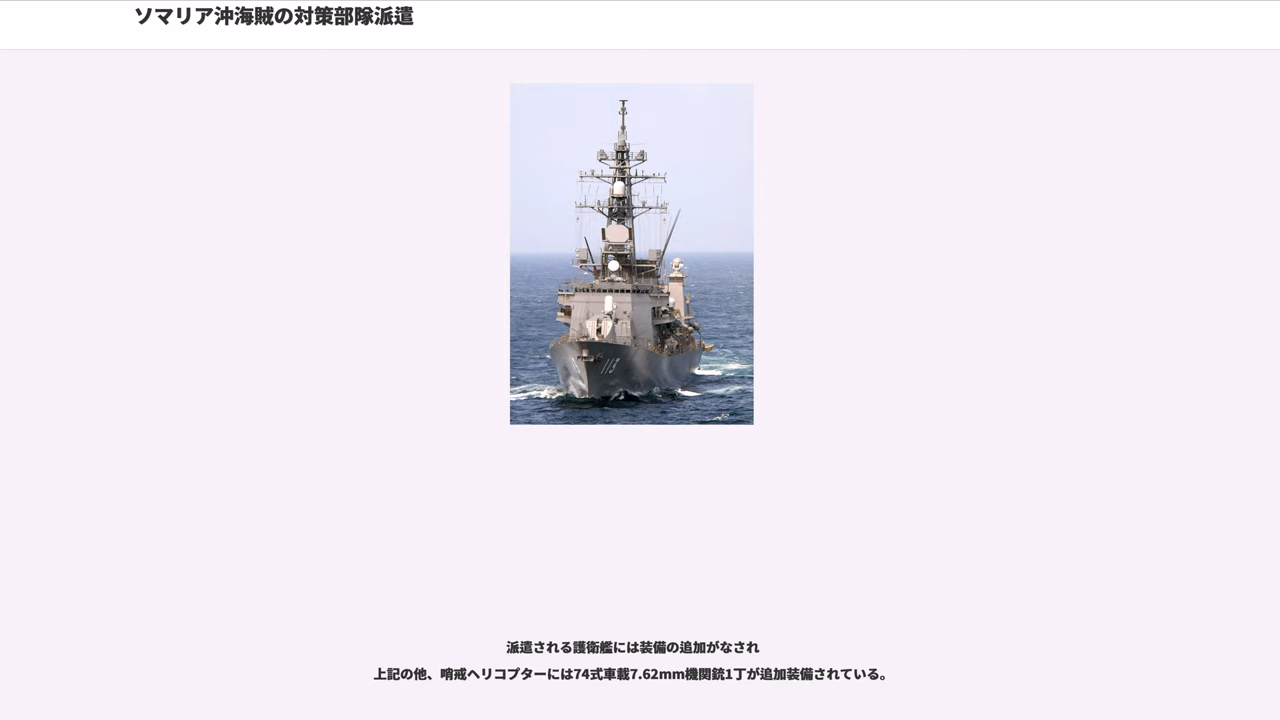 ソマリア沖海賊の対策部隊派遣
113
派遣される護衛艦には装備の追加がなされ
上記の他、哨戒ヘリコプターには74式車載7.62mm機関銃1丁が追加装備されている。